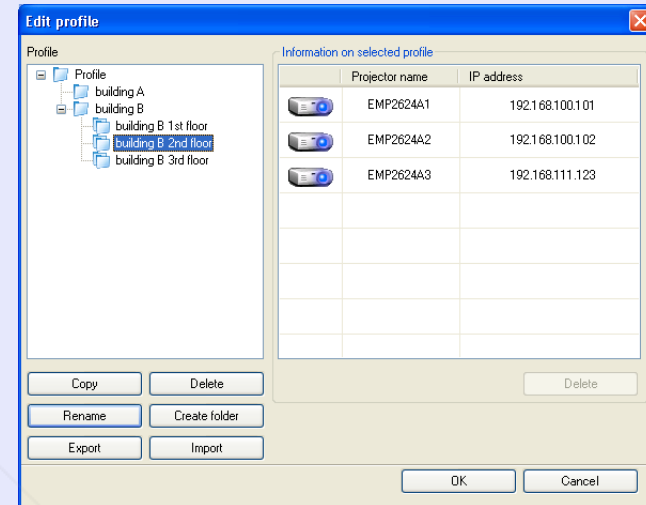 Edit profile
Profile
Profile
building A
building B
building B 1st floor
building B 2nd floor
building B 3rd floor
Copy
Delete
Rename
Create folder
Export
Import
Information on selected profile
Projector name IP address
EMP2624A1 192.168.100.101
EMP2624A2 192.168.100.102
EMP2624A3 192.168.111.123
Delete
OK
Cancel